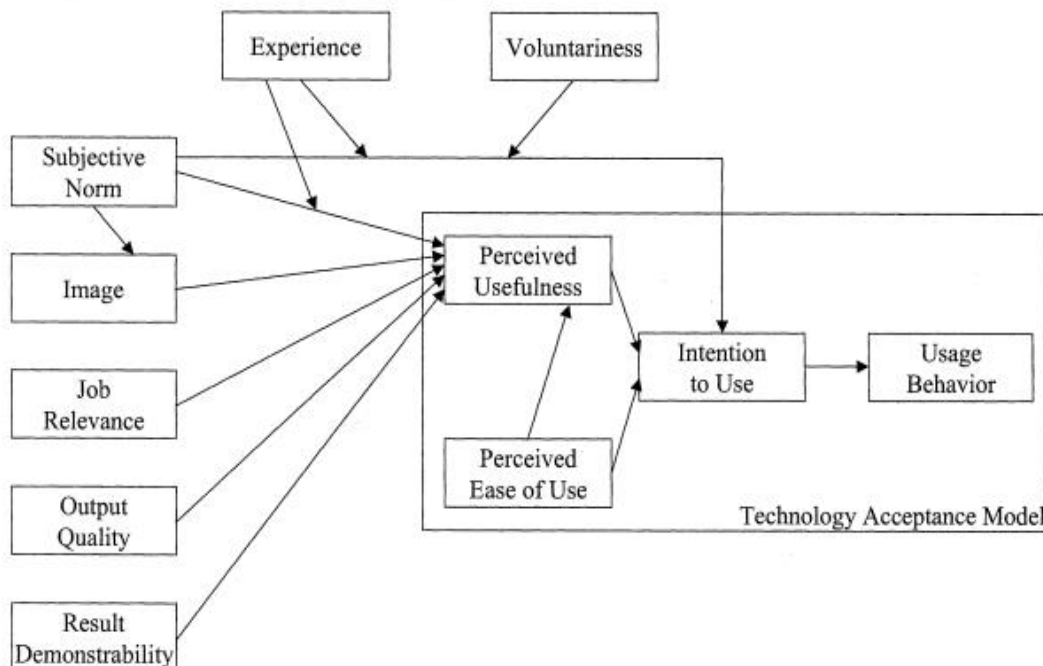 Experience
Voluntariness
Subjective
Norm
Image
Job
Relevance
Output
Quality
Result
Demonstrability
Perceived
Usefulness
Perceived
Ease of Use
Intention
to Use
Usage
Behavior
Technology Acceptance Model